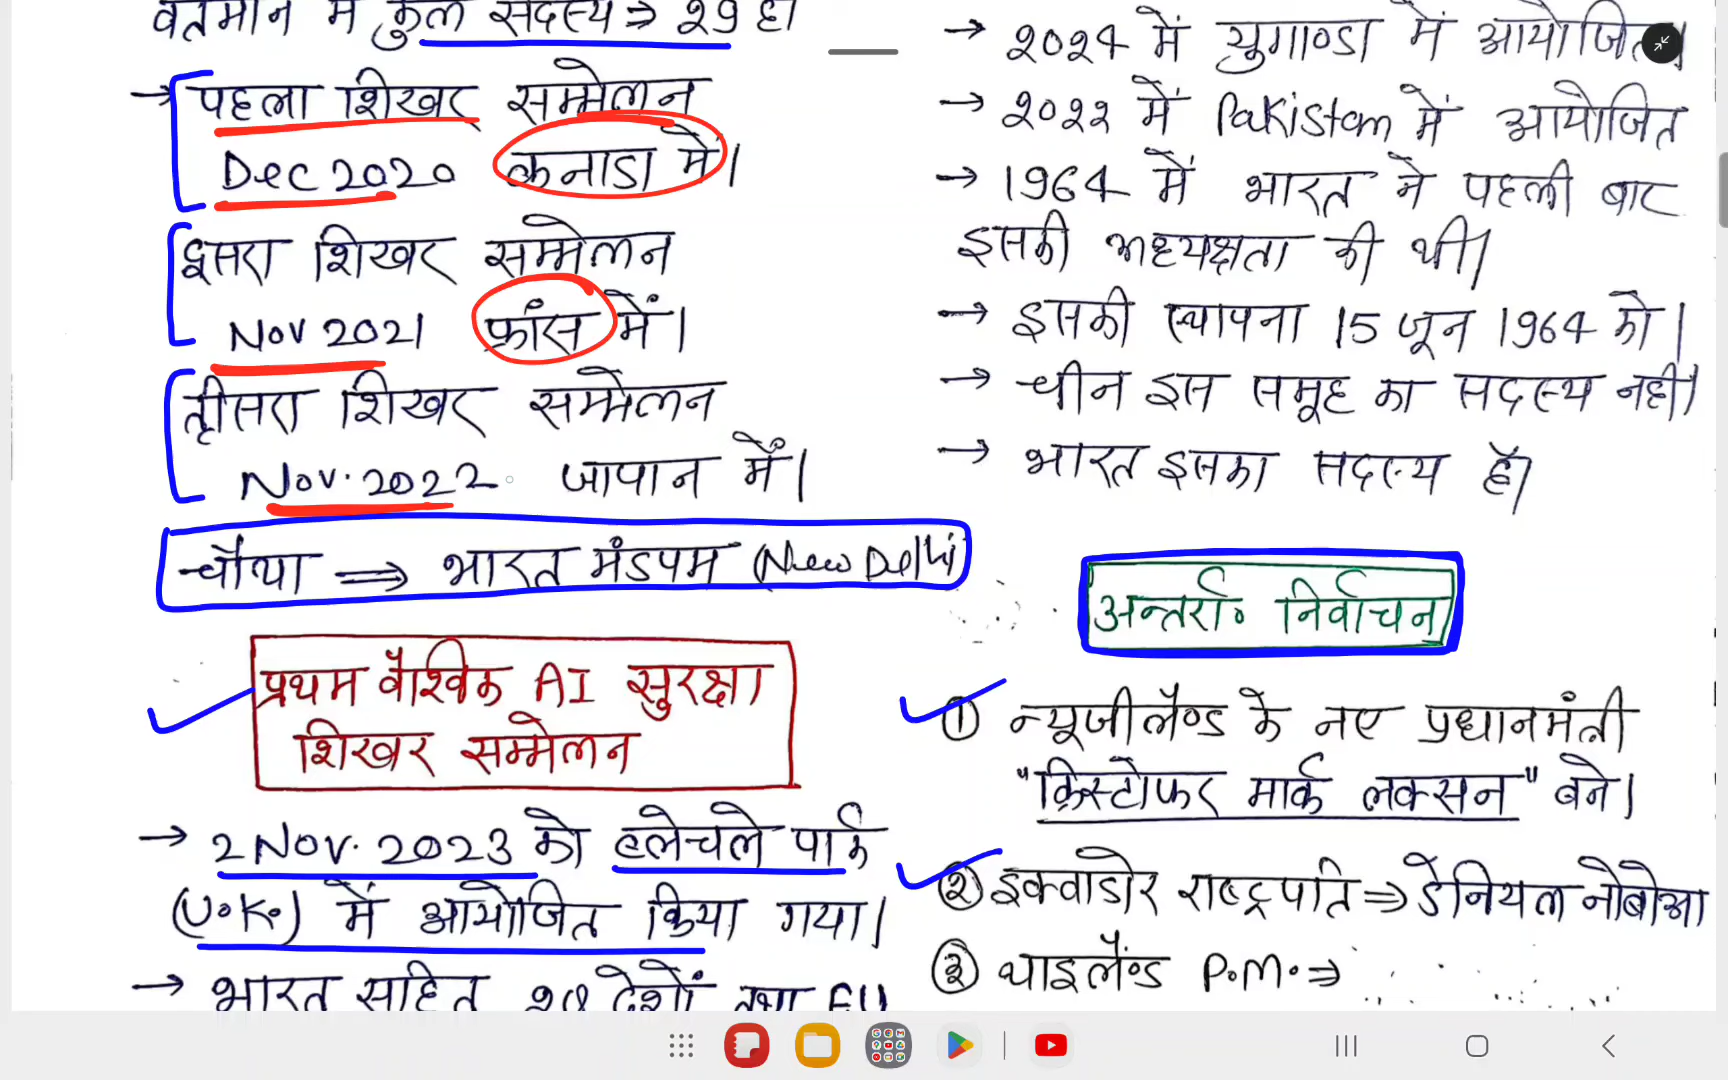 वर्तमान में कुल सदस्य ⇒ 29 है।
→ पहला शिखर सम्मेलन
Dec 2020 कनाडा में।
दूसरा शिखर सम्मेलन
Nov 2021 फ्रांस में।
तीसरा शिखर सम्मेलन
Nov. 2022 जापान में।
चौथा ⇒ भारत मंडपम (New Delhi)
प्रथम वैश्विक AI सुरक्षा
शिखर सम्मेलन
→ 2 Nov. 2023 को ब्लेचले पार्क
(U.K.) में आयोजित किया गया।
→ भारत सहित देशों तथा EU
→ 2024 में युगाण्डा में आयोजित।
→ 2022 में Pakistan में आयोजित
→ 1964 में भारत ने पहली बार
इसकी अध्यक्षता की थी।
→ इसकी स्थापना 15 जून 1964 को।
→ चीन इस समूह का सदस्य नहीं।
→ भारत इसका सदस्य है।
अन्तर्रा॰ निर्वाचन
① न्यूजीलैण्ड के नए प्रधानमंत्री
"क्रिस्टोफर मार्क लक्सन" बने।
② इक्वाडोर राष्ट्रपति ⇒ डेनियल नोबोआ
③ थाइलैण्ड P.M. ⇒